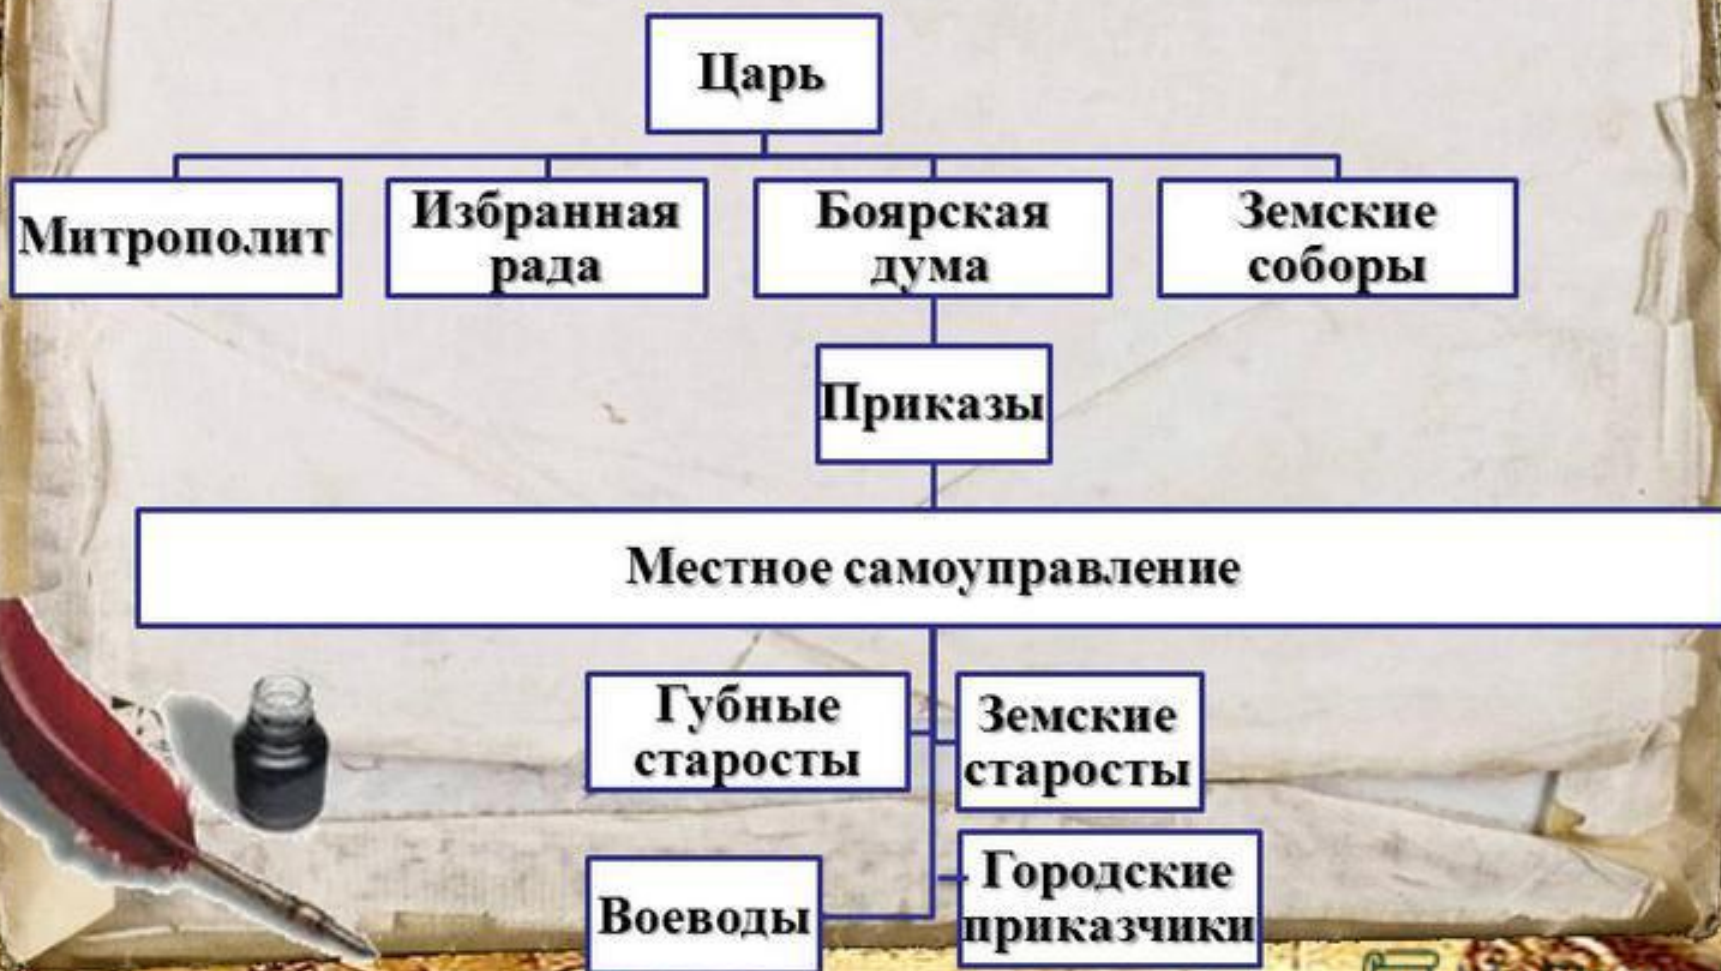 Царь
Митрополит
Избранная
рада
Боярская
дума
Земские
соборы
Приказы
Местное самоуправление
Губные
старосты
Земские
старосты
Воеводы
Городские
приказчики